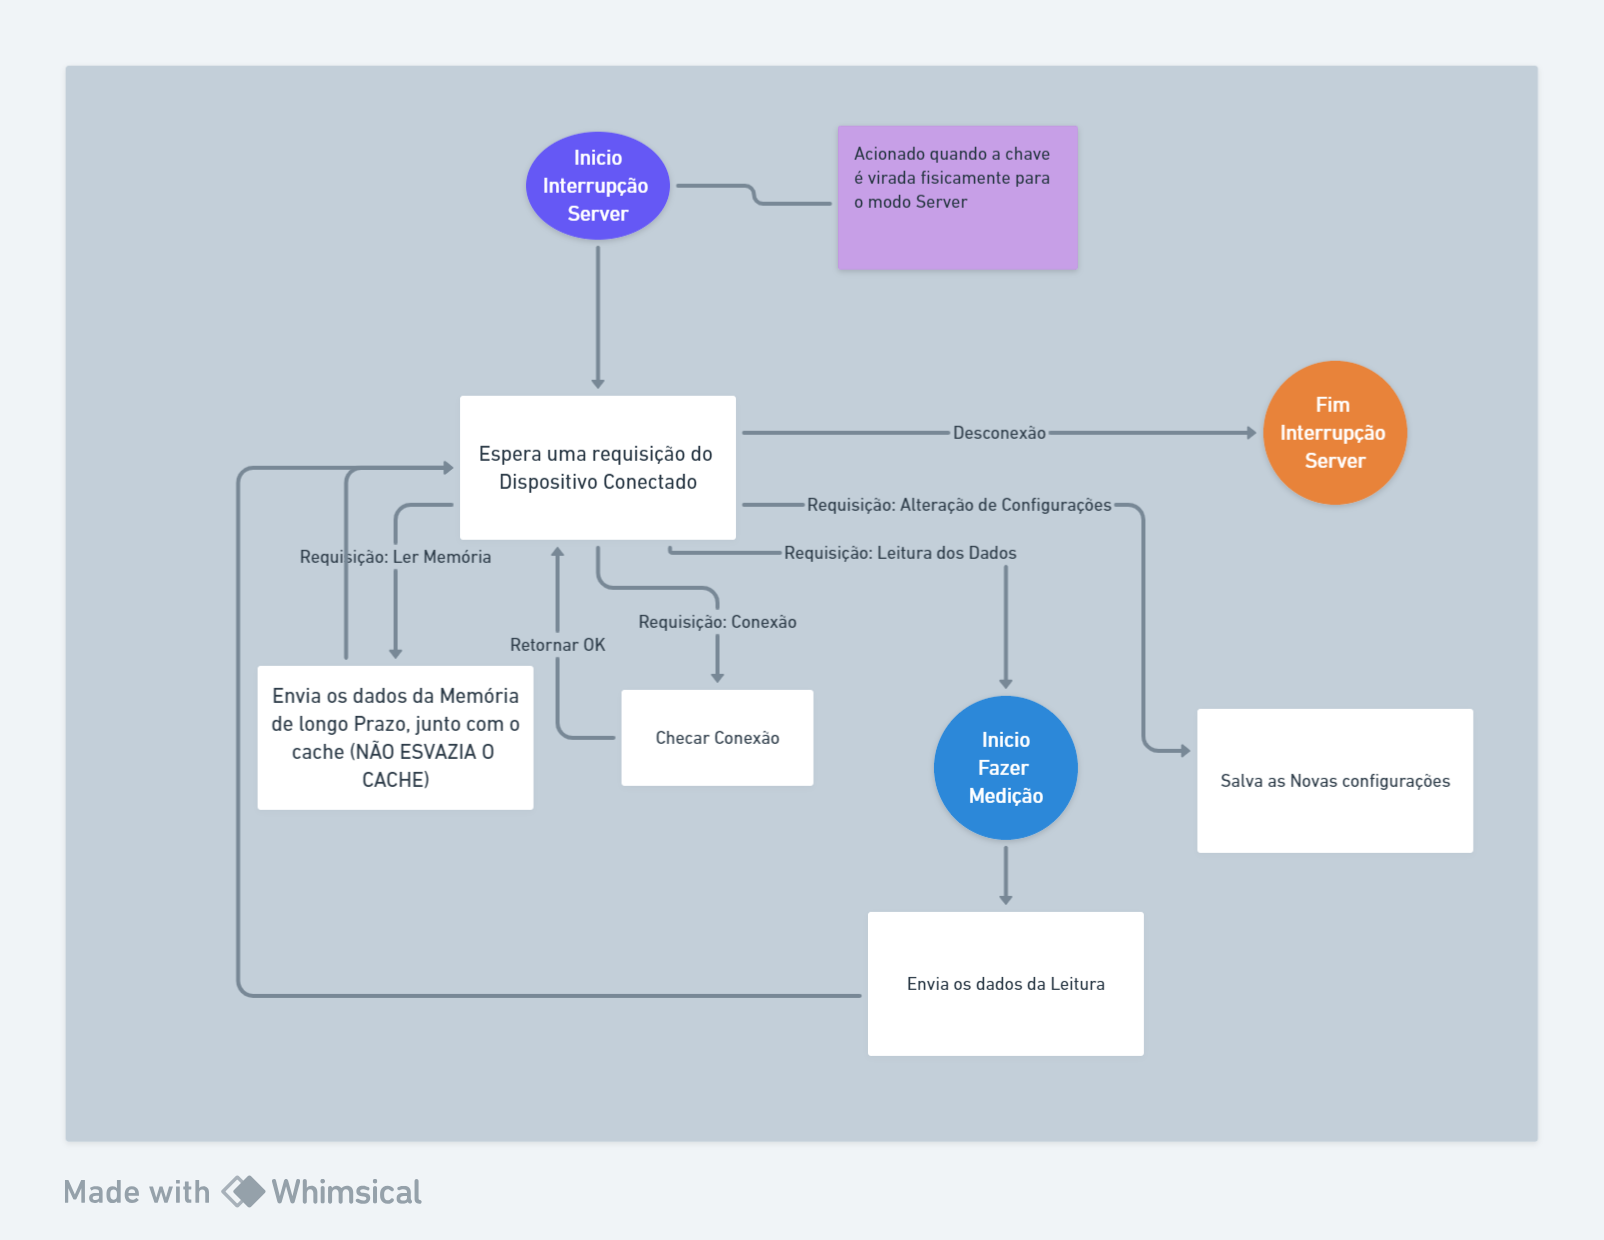 Inicio
Interrupção
Server
Acionado quando a chave
é virada fisicamente para
o modo Server
Fim
Interrupção
Server
Desconexão
Espera uma requisição do
Dispositivo Conectado
Requisição: Alteração de Configurações
Requisição: Leitura dos Dados
Requisição: Ler Memória
Requisição: Conexão
Retornar OK
Envia os dados da Memória
de longo Prazo, junto com o
cache (NÃO ESVAZIA O
CACHE)
Checar Conexão
Inicio
Fazer
Medição
Salva as Novas configurações
Envia os dados da Leitura
Made with Whimsical